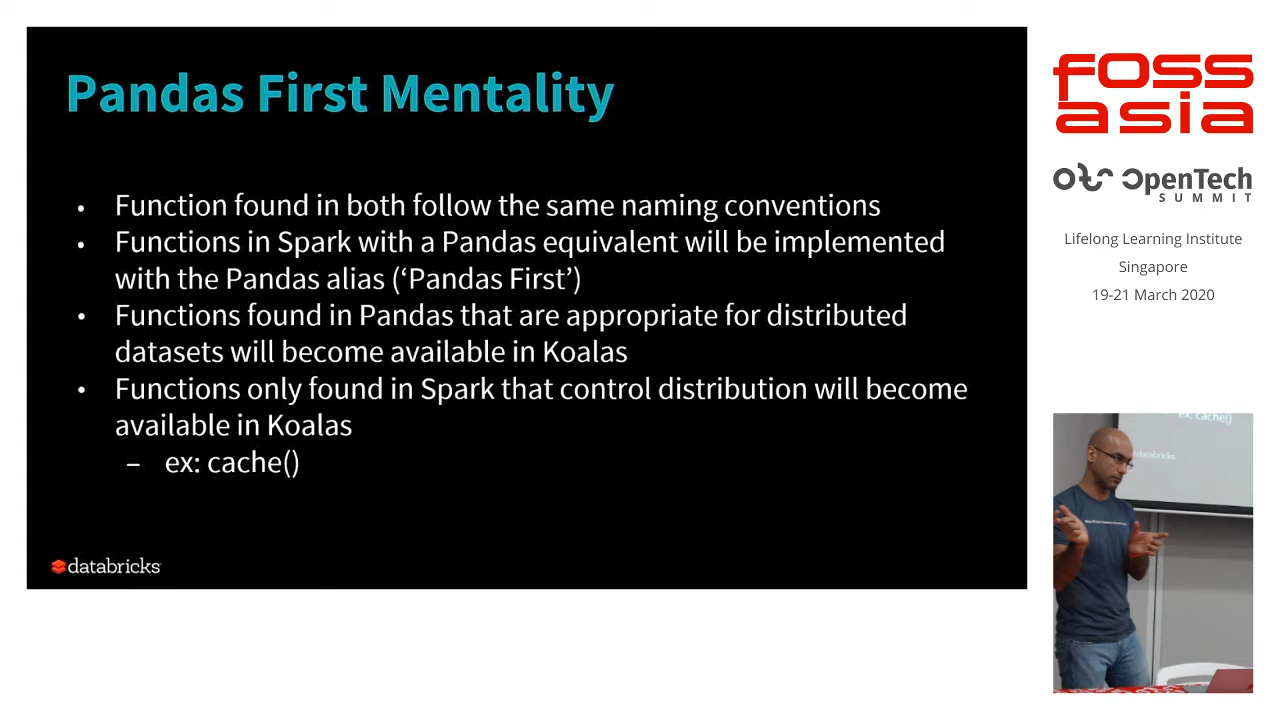 Pandas First Mentality
• Function found in both follow the same naming conventions
• Functions in Spark with a Pandas equivalent will be implemented
with the Pandas alias (‘Pandas First’)
• Functions found in Pandas that are appropriate for distributed
datasets will become available in Koalas
• Functions only found in Spark that control distribution will become
available in Koalas
– ex: cache()
databricks
foss
asia
OpenTech
SUMMIT
Lifelong Learning Institute
Singapore
19-21 March 2020
ex: cache()
databricks